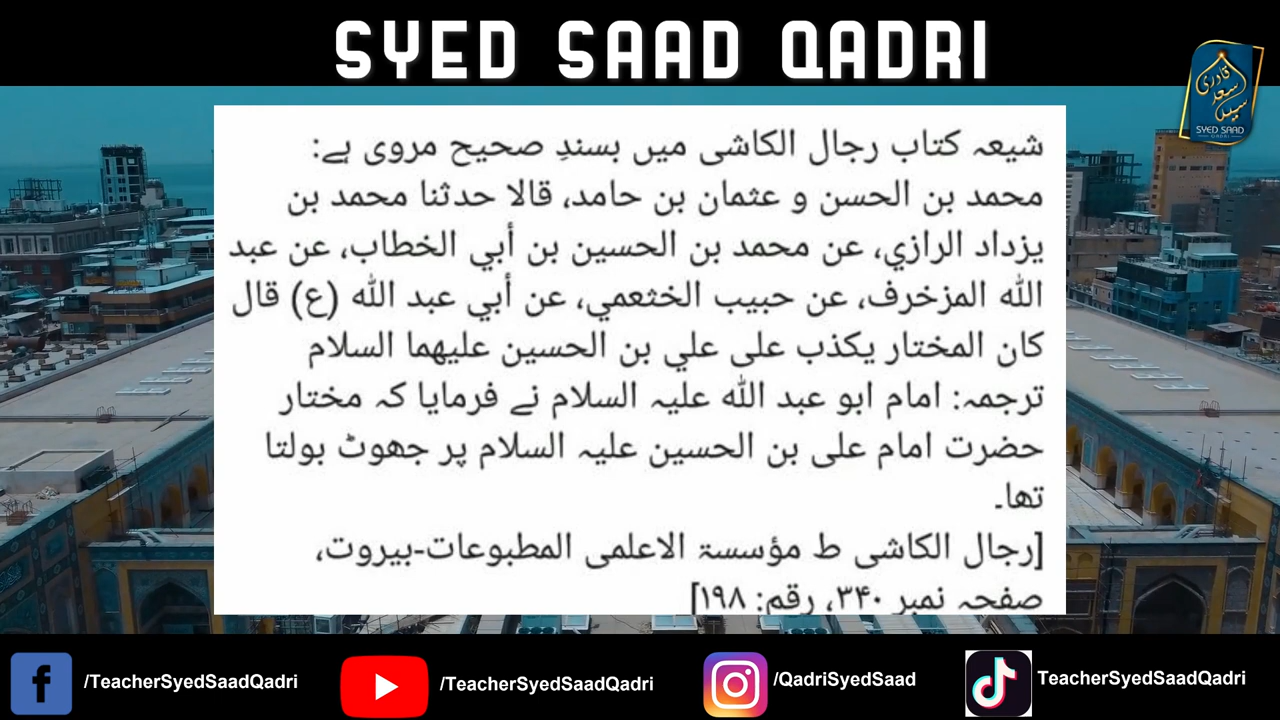 SYED SAAD QADRI
قادری
سعد
سید
SYED SAAD
QADRI
شیعہ کتاب رجال الکاشی میں بسندِ صحیح مروی ہے:
محمد بن الحسن و عثمان بن حامد، قالا حدثنا محمد بن
يزداد الرازي، عن محمد بن الحسين بن أبي الخطاب، عن عبد
الله المزخرف، عن حبيب الخثعمي، عن أبي عبد الله (ع) قال
كان المختار يكذب على علي بن الحسين عليهما السلام
ترجمہ: امام ابو عبد اللہ علیہ السلام نے فرمایا کہ مختار
حضرت امام علی بن الحسین علیہ السلام پر جھوٹ بولتا
تھا۔
[رجال الکاشی ط مؤسسۃ الاعلمی المطبوعات-بیروت،
صفحہ نمبر ۳۴۰، رقم: ۱۹۸]
/TeacherSyedSaadQadri
/TeacherSyedSaadQadri
/QadriSyedSaad
TeacherSyedSaadQadri